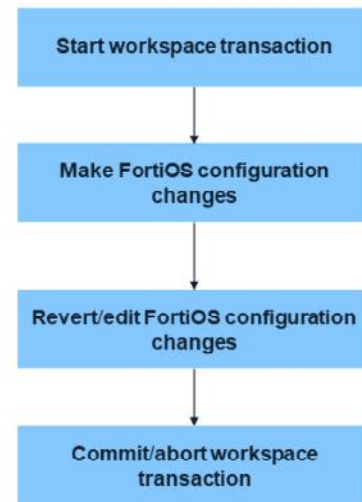 Start workspace transaction
Make FortiOS configuration
changes
Revert/edit FortiOS configuration
changes
Commit/abort workspace
transaction